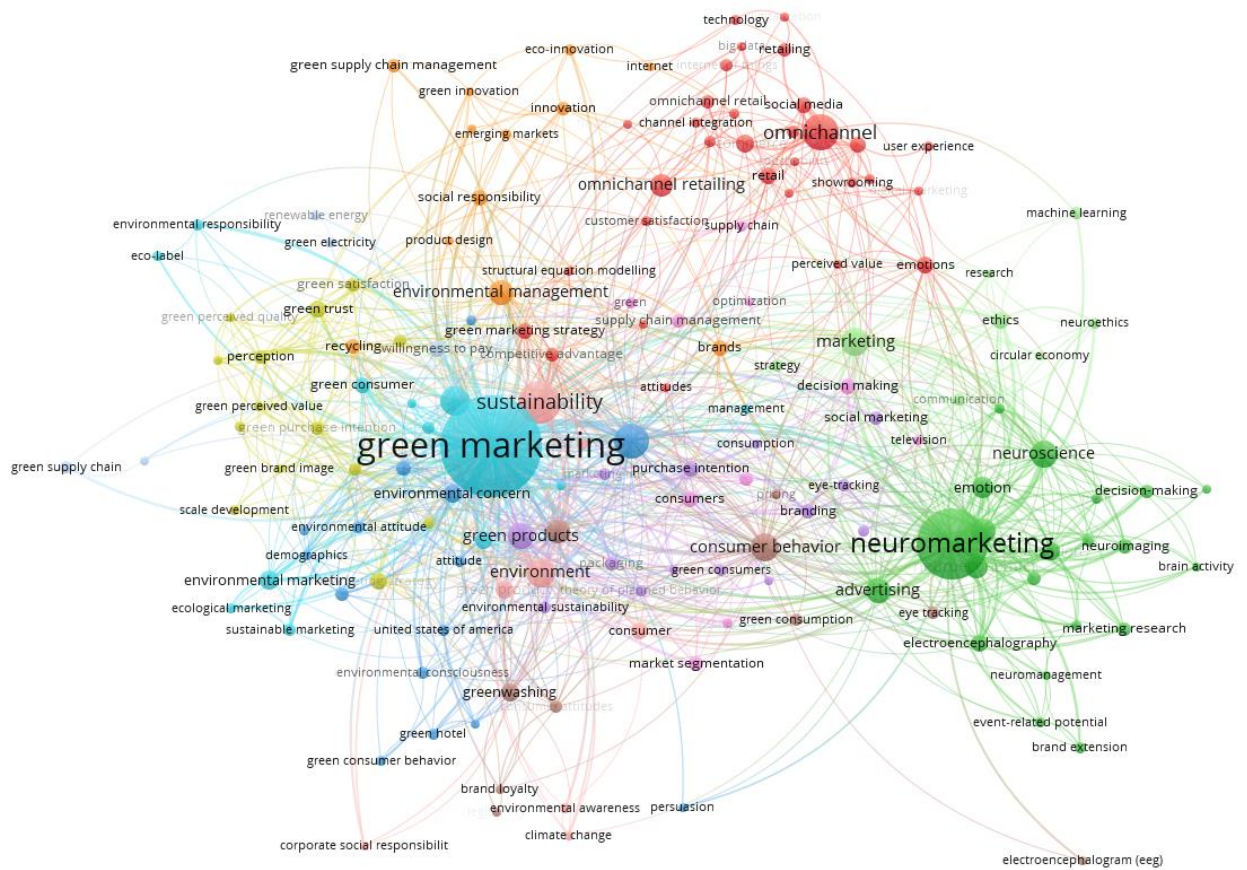 technology
big data
retailing
eco-innovation
green supply chain management
internet
internet of things
green innovation
omnichannel retail
social media
innovation
channel integration
emerging markets
omnichannel
user experience
retail
showrooming
omnichannel retailing
social responsibility
machine learning
renewable energy
environmental responsibility
customer satisfaction
supply chain
green electricity
product design
eco-label
perceived value
emotions
structural equation modelling
research
green satisfaction
environmental management
green
optimization
green trust
green perceived quality
supply chain management
ethics
neuroethics
green marketing strategy
marketing
recycling
willingness to pay
brands
perception
competitive advantage
circular economy
strategy
green consumer
attitudes
decision making
sustainability
communication
green perceived value
management
social marketing
green purchase intention
green marketing
consumption
television
neuroscience
green supply chain
green brand image
purchase intention
eye-tracking
emotion
decision-making
environmental concern
pricing
consumers
scale development
branding
environmental attitude
green products
consumer behavior
neuromarketing
neuroimaging
demographics
attitude
packaging
green consumers
brain activity
environmental marketing
environment
theory of planned behavior
advertising
ecological marketing
environmental sustainability
green consumption
eye tracking
sustainable marketing
united states of america
consumer
marketing research
electroencephalography
environmental consciousness
market segmentation
neuromanagement
greenwashing
event-related potential
green hotel
brand extension
green consumer behavior
brand loyalty
environmental awareness
persuasion
climate change
corporate social responsibilit
electroencephalogram (eeg)